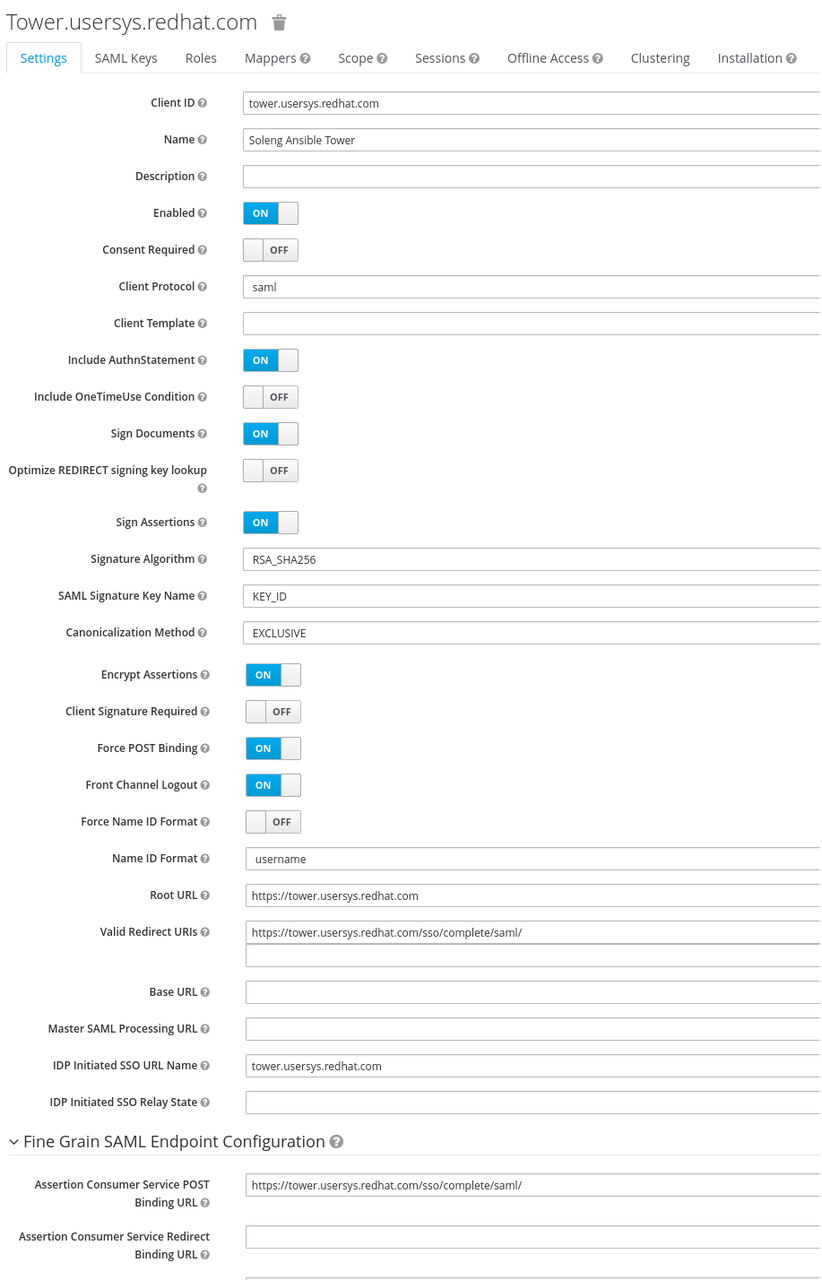 Tower.usersys.redhat.com
Settings SAML Keys Roles Mappers Scope Sessions Offline Access Clustering Installation
Client ID tower.usersys.redhat.com
Name Soleng Ansible Tower
Description
Enabled ON
Consent Required OFF
Client Protocol saml
Client Template
Include AuthnStatement ON
Include OneTimeUse Condition OFF
Sign Documents ON
Optimize REDIRECT signing key lookup OFF
Sign Assertions ON
Signature Algorithm RSA_SHA256
SAML Signature Key Name KEY_ID
Canonicalization Method EXCLUSIVE
Encrypt Assertions ON
Client Signature Required OFF
Force POST Binding ON
Front Channel Logout ON
Force Name ID Format OFF
Name ID Format username
Root URL https://tower.usersys.redhat.com
Valid Redirect URIs https://tower.usersys.redhat.com/sso/complete/saml/
Base URL
Master SAML Processing URL
IDP Initiated SSO URL Name tower.usersys.redhat.com
IDP Initiated SSO Relay State
Fine Grain SAML Endpoint Configuration
Assertion Consumer Service POST https://tower.usersys.redhat.com/sso/complete/saml/
Binding URL
Assertion Consumer Service Redirect
Binding URL